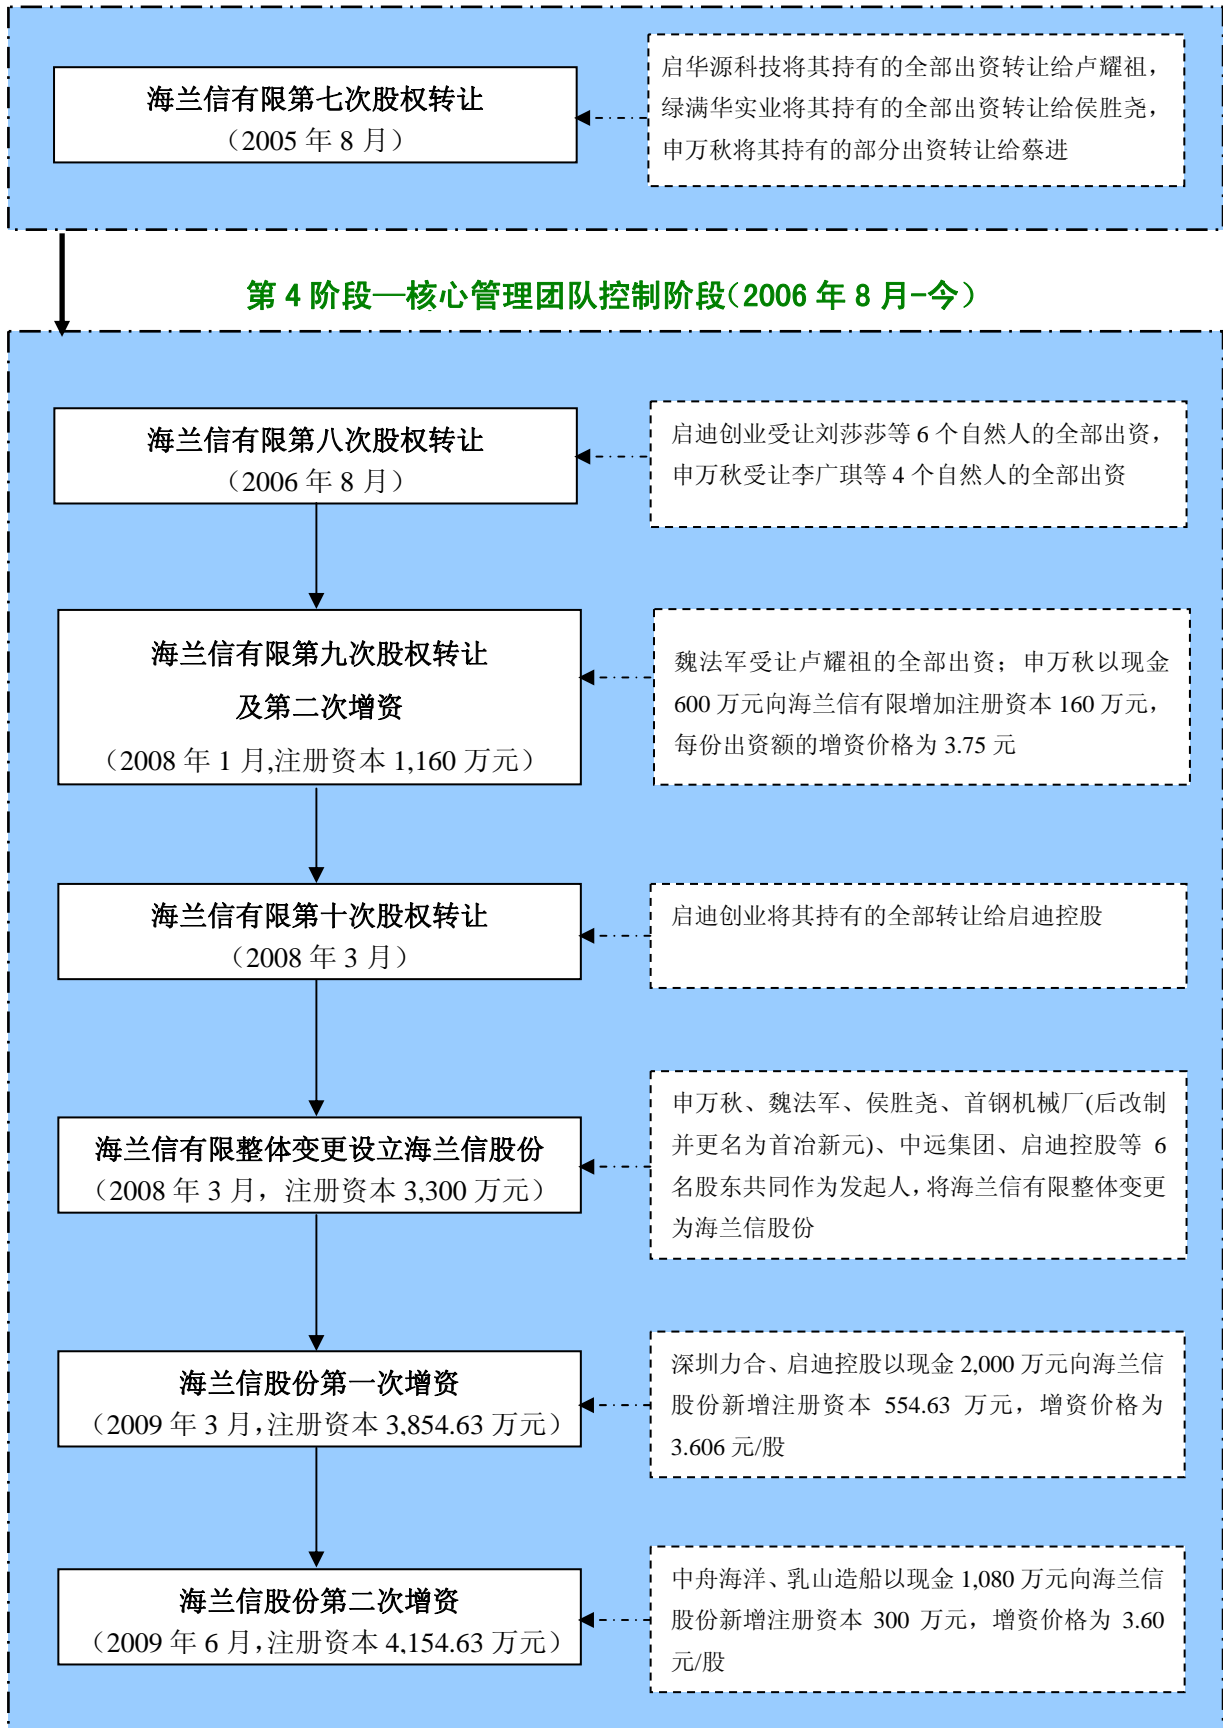 海兰信有限第七次股权转让
（2005 年 8 月）
启华源科技将其持有的全部出资转让给卢耀祖，
绿满华实业将其持有的全部出资转让给侯胜尧，
申万秋将其持有的部分出资转让给蔡进
第 4 阶段—核心管理团队控制阶段（2006 年 8 月-今）
海兰信有限第八次股权转让
（2006 年 8 月）
启迪创业受让刘莎莎等 6 个自然人的全部出资，
申万秋受让李广琪等 4 个自然人的全部出资
海兰信有限第九次股权转让
及第二次增资
（2008 年 1 月,注册资本 1,160 万元）
魏法军受让卢耀祖的全部出资；申万秋以现金
600 万元向海兰信有限增加注册资本 160 万元，
每份出资额的增资价格为 3.75 元
海兰信有限第十次股权转让
（2008 年 3 月）
启迪创业将其持有的全部转让给启迪控股
海兰信有限整体变更设立海兰信股份
（2008 年 3 月，注册资本 3,300 万元）
申万秋、魏法军、侯胜尧、首钢机械厂(后改制
并更名为首冶新元)、中远集团、启迪控股等 6
名股东共同作为发起人，将海兰信有限整体变更
为海兰信股份
海兰信股份第一次增资
（2009 年 3 月，注册资本 3,854.63 万元）
深圳力合、启迪控股以现金 2,000 万元向海兰信
股份新增注册资本 554.63 万元，增资价格为
3.606 元/股
海兰信股份第二次增资
（2009 年 6 月，注册资本 4,154.63 万元）
中舟海洋、乳山造船以现金 1,080 万元向海兰信
股份新增注册资本 300 万元，增资价格为 3.60
元/股